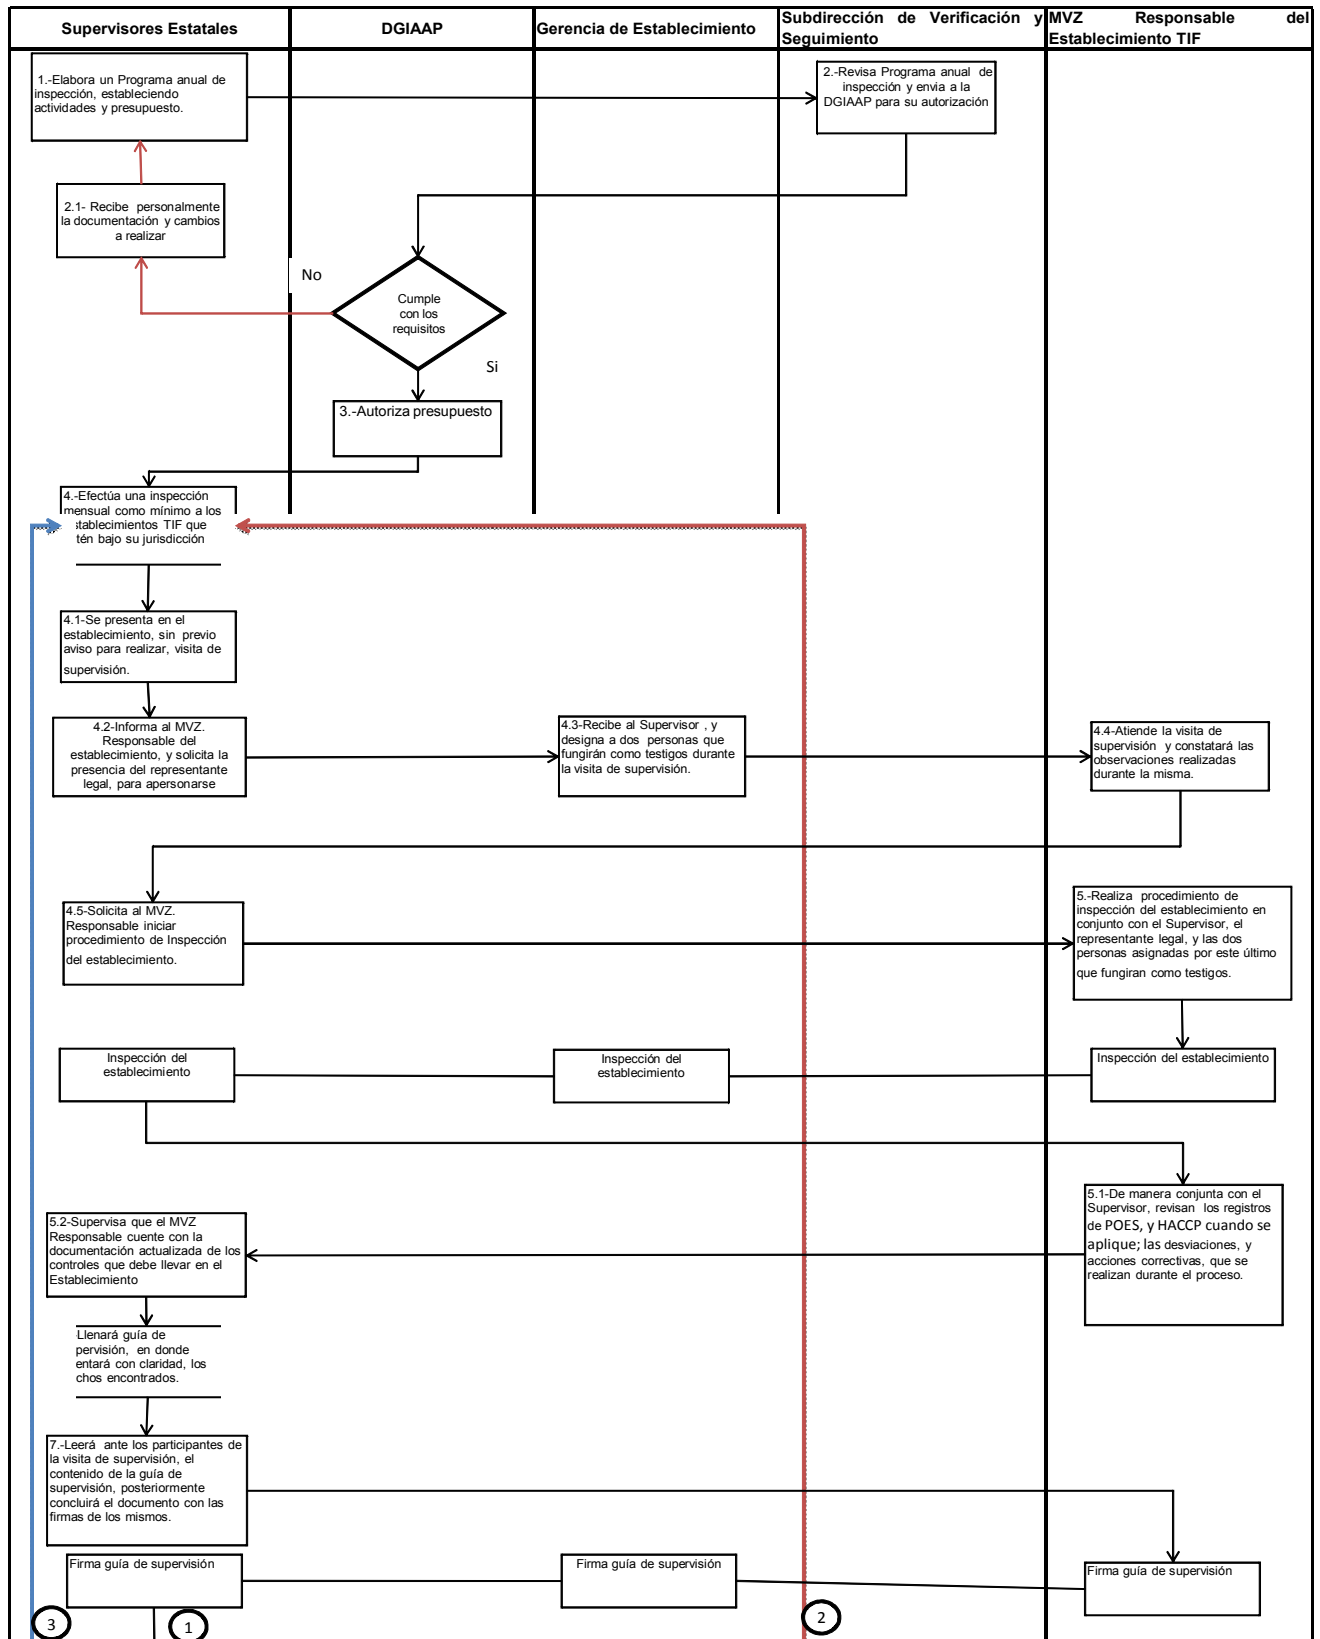 Supervisores Estatales
DGIAAP
Gerencia de Establecimiento
Subdirección de Verificación y
Seguimiento
MVZ Responsable del
Establecimiento TIF
1.-Elabora un Programa anual de
inspección, estableciendo
actividades y presupuesto.
2.-Revisa Programa anual de
inspección y envia a la
DGIAAP para su autorización
2.1- Recibe personalmente
la documentación y cambios
a realizar
No
Cumple
con los
requisitos
Si
3.-Autoriza presupuesto
4.-Efectúa una inspección
mensual como mínimo a los
stablecimientos TIF que
tén bajo su jurisdicción
4.1-Se presenta en el
establecimiento, sin previo
aviso para realizar, visita de
supervisión.
4.2-Informa al MVZ.
Responsable del
establecimiento, y solicita la
presencia del representante
legal, para apersonarse
4.3-Recibe al Supervisor , y
designa a dos personas que
fungirán como testigos durante
la visita de supervisión.
4.4-Atiende la visita de
supervisión y constatará las
observaciones realizadas
durante la misma.
4.5-Solicita al MVZ.
Responsable iniciar
procedimiento de Inspección
del establecimiento.
5.-Realiza procedimiento de
inspección del establecimiento en
conjunto con el Supervisor, el
representante legal, y las dos
personas asignadas por este último
que fungiran como testigos.
Inspección del
establecimiento
Inspección del
establecimiento
Inspección del establecimiento
5.1-De manera conjunta con el
Supervisor, revisan los registros
de POES, y HACCP cuando se
aplique; las desviaciones, y
acciones correctivas, que se
realizan durante el proceso.
5.2-Supervisa que el MVZ
Responsable cuente con la
documentación actualizada de los
controles que debe llevar en el
Establecimiento
Llenará guía de
pervisión, en donde
entará con claridad, los
chos encontrados.
7.-Leerá ante los participantes de
la visita de supervisión, el
contenido de la guía de
supervisión, posteriormente
concluirá el documento con las
firmas de los mismos.
Firma guía de supervisión
Firma guía de supervisión
Firma guía de supervisión
3
1
2